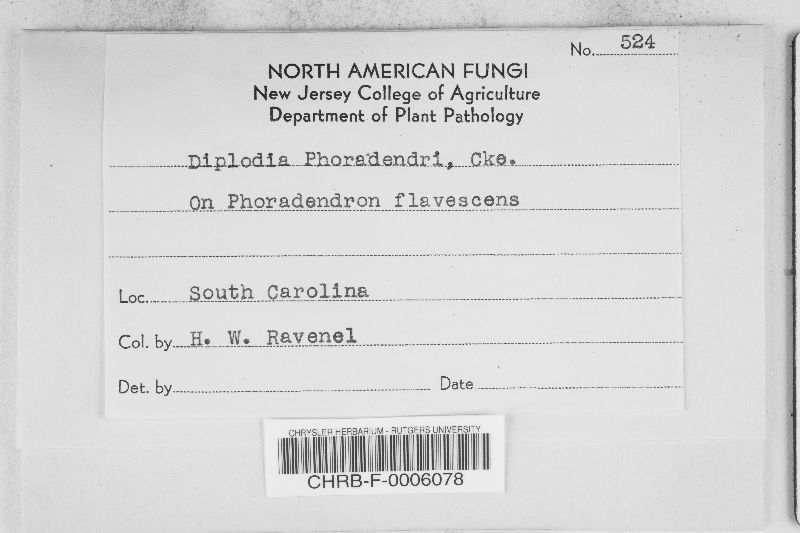 No. 524
NORTH AMERICAN FUNGI
New Jersey College of Agriculture
Department of Plant Pathology
Diplodia Phoradendri, Cke.
On Phoradendron flavescens
Loc. South Carolina
Col. by H. W. Ravenel
Det. by Date
CHRYSLER HERBARIUM - RUTGERS UNIVERSITY
CHRB-F-0006078